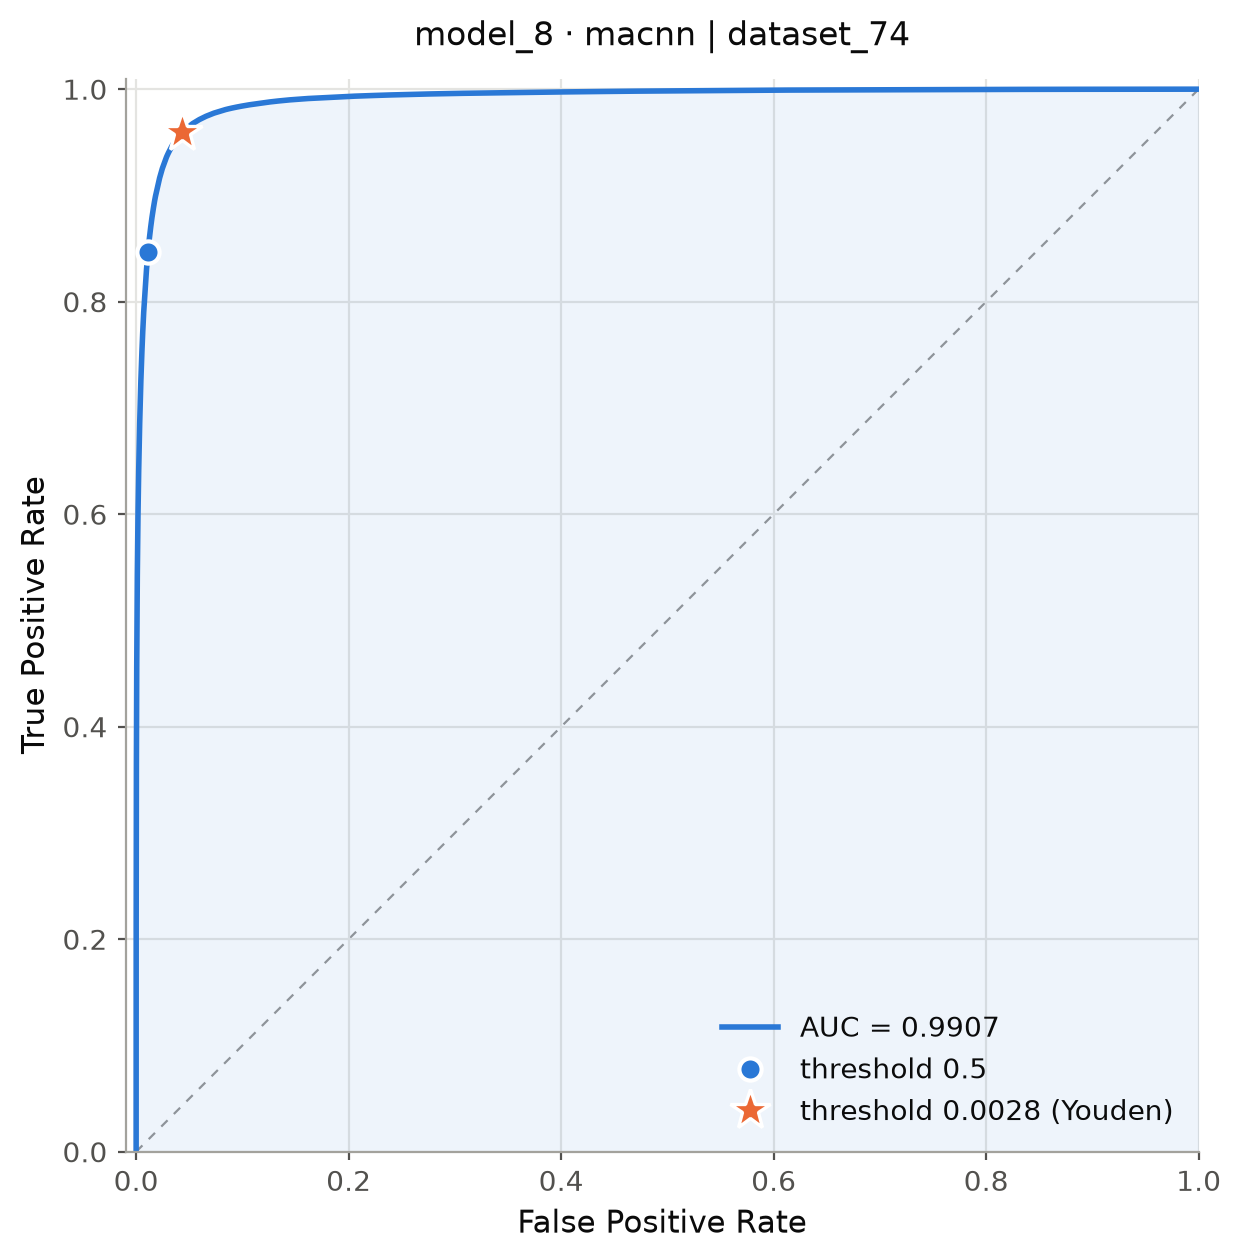 model_8 · macnn | dataset_74
True Positive Rate
1.0
0.8
0.6
0.4
0.2
0.0
0.0 0.2 0.4 0.6 0.8 1.0
False Positive Rate
AUC = 0.9907
threshold 0.5
threshold 0.0028 (Youden)